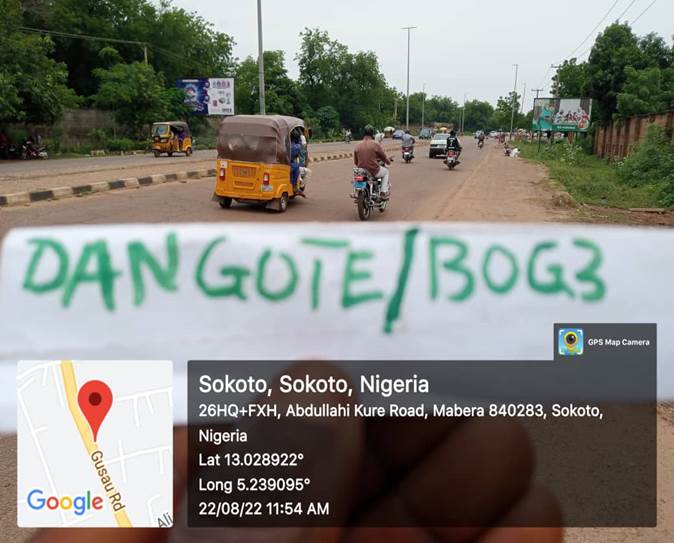 DANGOTE/BOG3
GPS Map Camera
Sokoto, Sokoto, Nigeria
26HQ+FXH, Abdullahi Kure Road, Mabera 840283, Sokoto,
Nigeria
Lat 13.028922°
Long 5.239095°
22/08/22 11:54 AM
Gusau Rd
Ali
Google